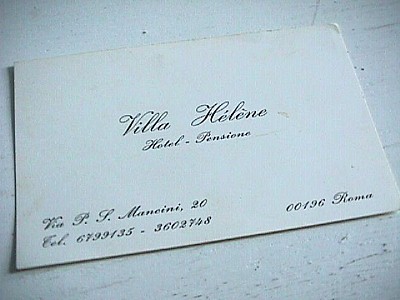 Villa Hélène
Hotel - Pensione
Via P. S. Mancini, 20
00196 Roma
Tel. 6799135 - 3602748